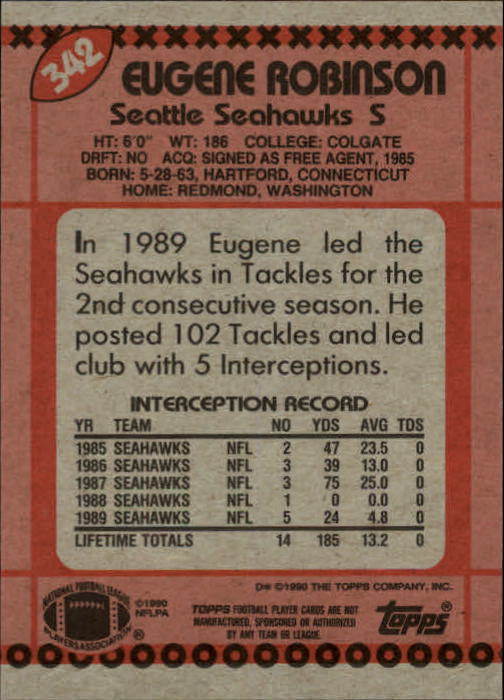 342
EUGENE ROBINSON
Seattle Seahawks S
HT: 6'0" WT: 186 COLLEGE: COLGATE
DRFT: NO ACQ: SIGNED AS FREE AGENT, 1985
BORN: 5-28-63, HARTFORD, CONNECTICUT
HOME: REDMOND, WASHINGTON
In 1989 Eugene led the
Seahawks in Tackles for the
2nd consecutive season. He
posted 102 Tackles and led
club with 5 Interceptions.
INTERCEPTION RECORD
YR TEAM NO YDS AVG TDS
1985 SEAHAWKS NFL 2 47 23.5 0
1986 SEAHAWKS NFL 3 39 13.0 0
1987 SEAHAWKS NFL 3 75 25.0 0
1988 SEAHAWKS NFL 1 0 0.0 0
1989 SEAHAWKS NFL 5 24 4.8 0
LIFETIME TOTALS 14 185 13.2 0
D* ©1990 THE TOPPS COMPANY, INC.
NATIONAL FOOTBALL LEAGUE
PLAYERS ASSOCIATION ®
©1990
NFLPA
TOPPS FOOTBALL PLAYER CARDS ARE NOT
MANUFACTURED, SPONSORED OR AUTHORIZED
BY ANY TEAM OR LEAGUE.
Topps®